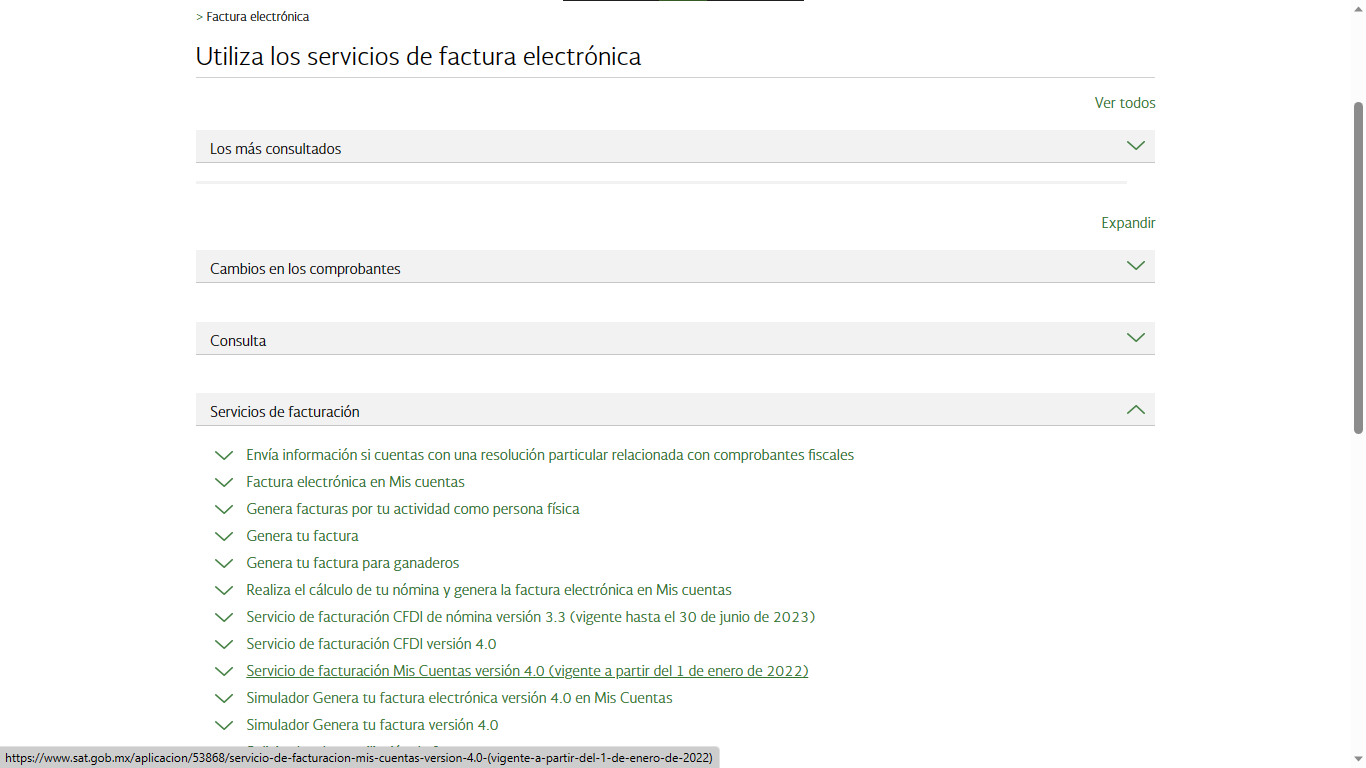 > Factura electrónica
Utiliza los servicios de factura electrónica
Ver todos
Los más consultados
Expandir
Cambios en los comprobantes
Consulta
Servicios de facturación
Envía información si cuentas con una resolución particular relacionada con comprobantes fiscales
Factura electrónica en Mis cuentas
Genera facturas por tu actividad como persona física
Genera tu factura
Genera tu factura para ganaderos
Realiza el cálculo de tu nómina y genera la factura electrónica en Mis cuentas
Servicio de facturación CFDI de nómina versión 3.3 (vigente hasta el 30 de junio de 2023)
Servicio de facturación CFDI versión 4.0
Servicio de facturación Mis Cuentas versión 4.0 (vigente a partir del 1 de enero de 2022)
Simulador Genera tu factura electrónica versión 4.0 en Mis Cuentas
Simulador Genera tu factura versión 4.0
https://www.sat.gob.mx/aplicacion/53868/servicio-de-facturacion-mis-cuentas-version-4.0-(vigente-a-partir-del-1-de-enero-de-2022)